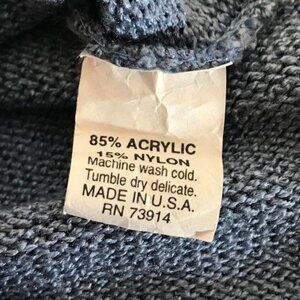 85% ACRYLIC
15% NYLON
Machine wash cold.
Tumble dry delicate.
MADE IN U.S.A.
RN 73914